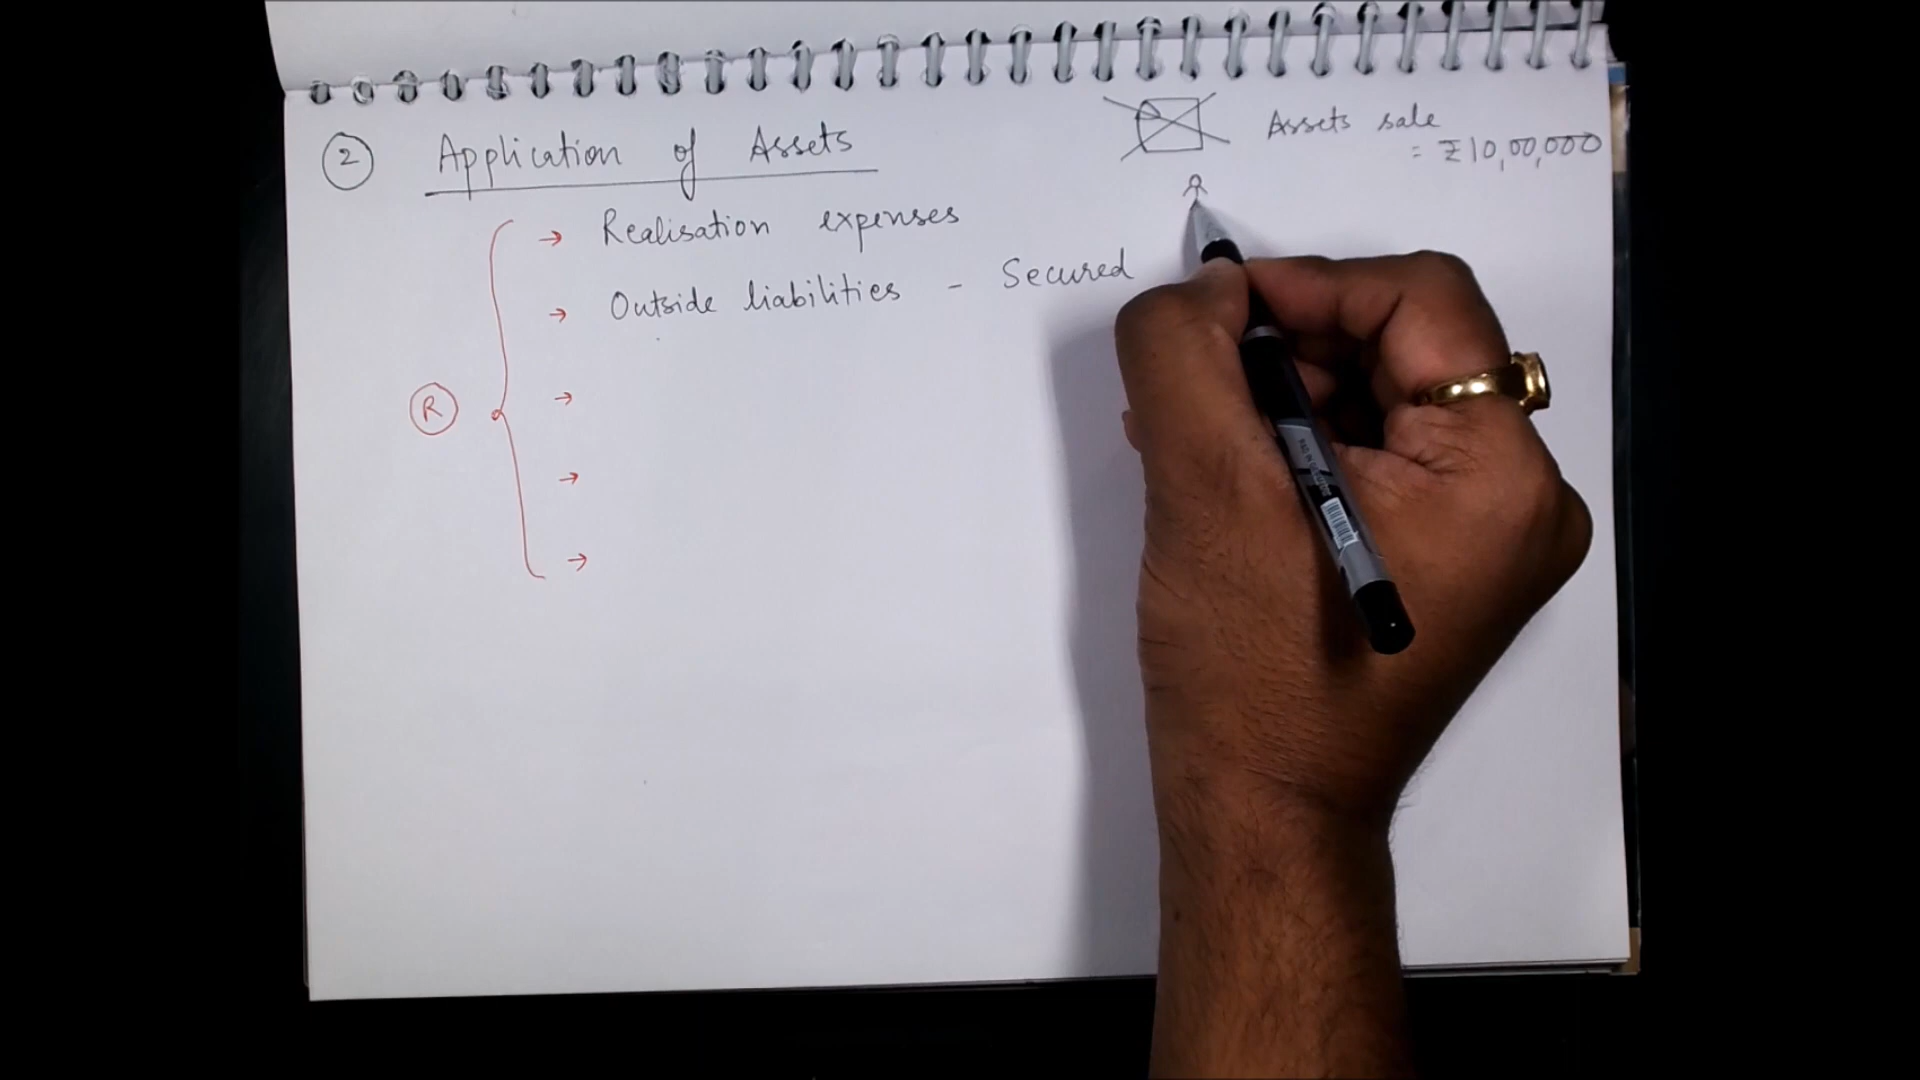 2 Application of Assets
Assets sale
= ₹10,00,000
→ Realisation expenses
→ Outside liabilities - Secured
→
R
→
→